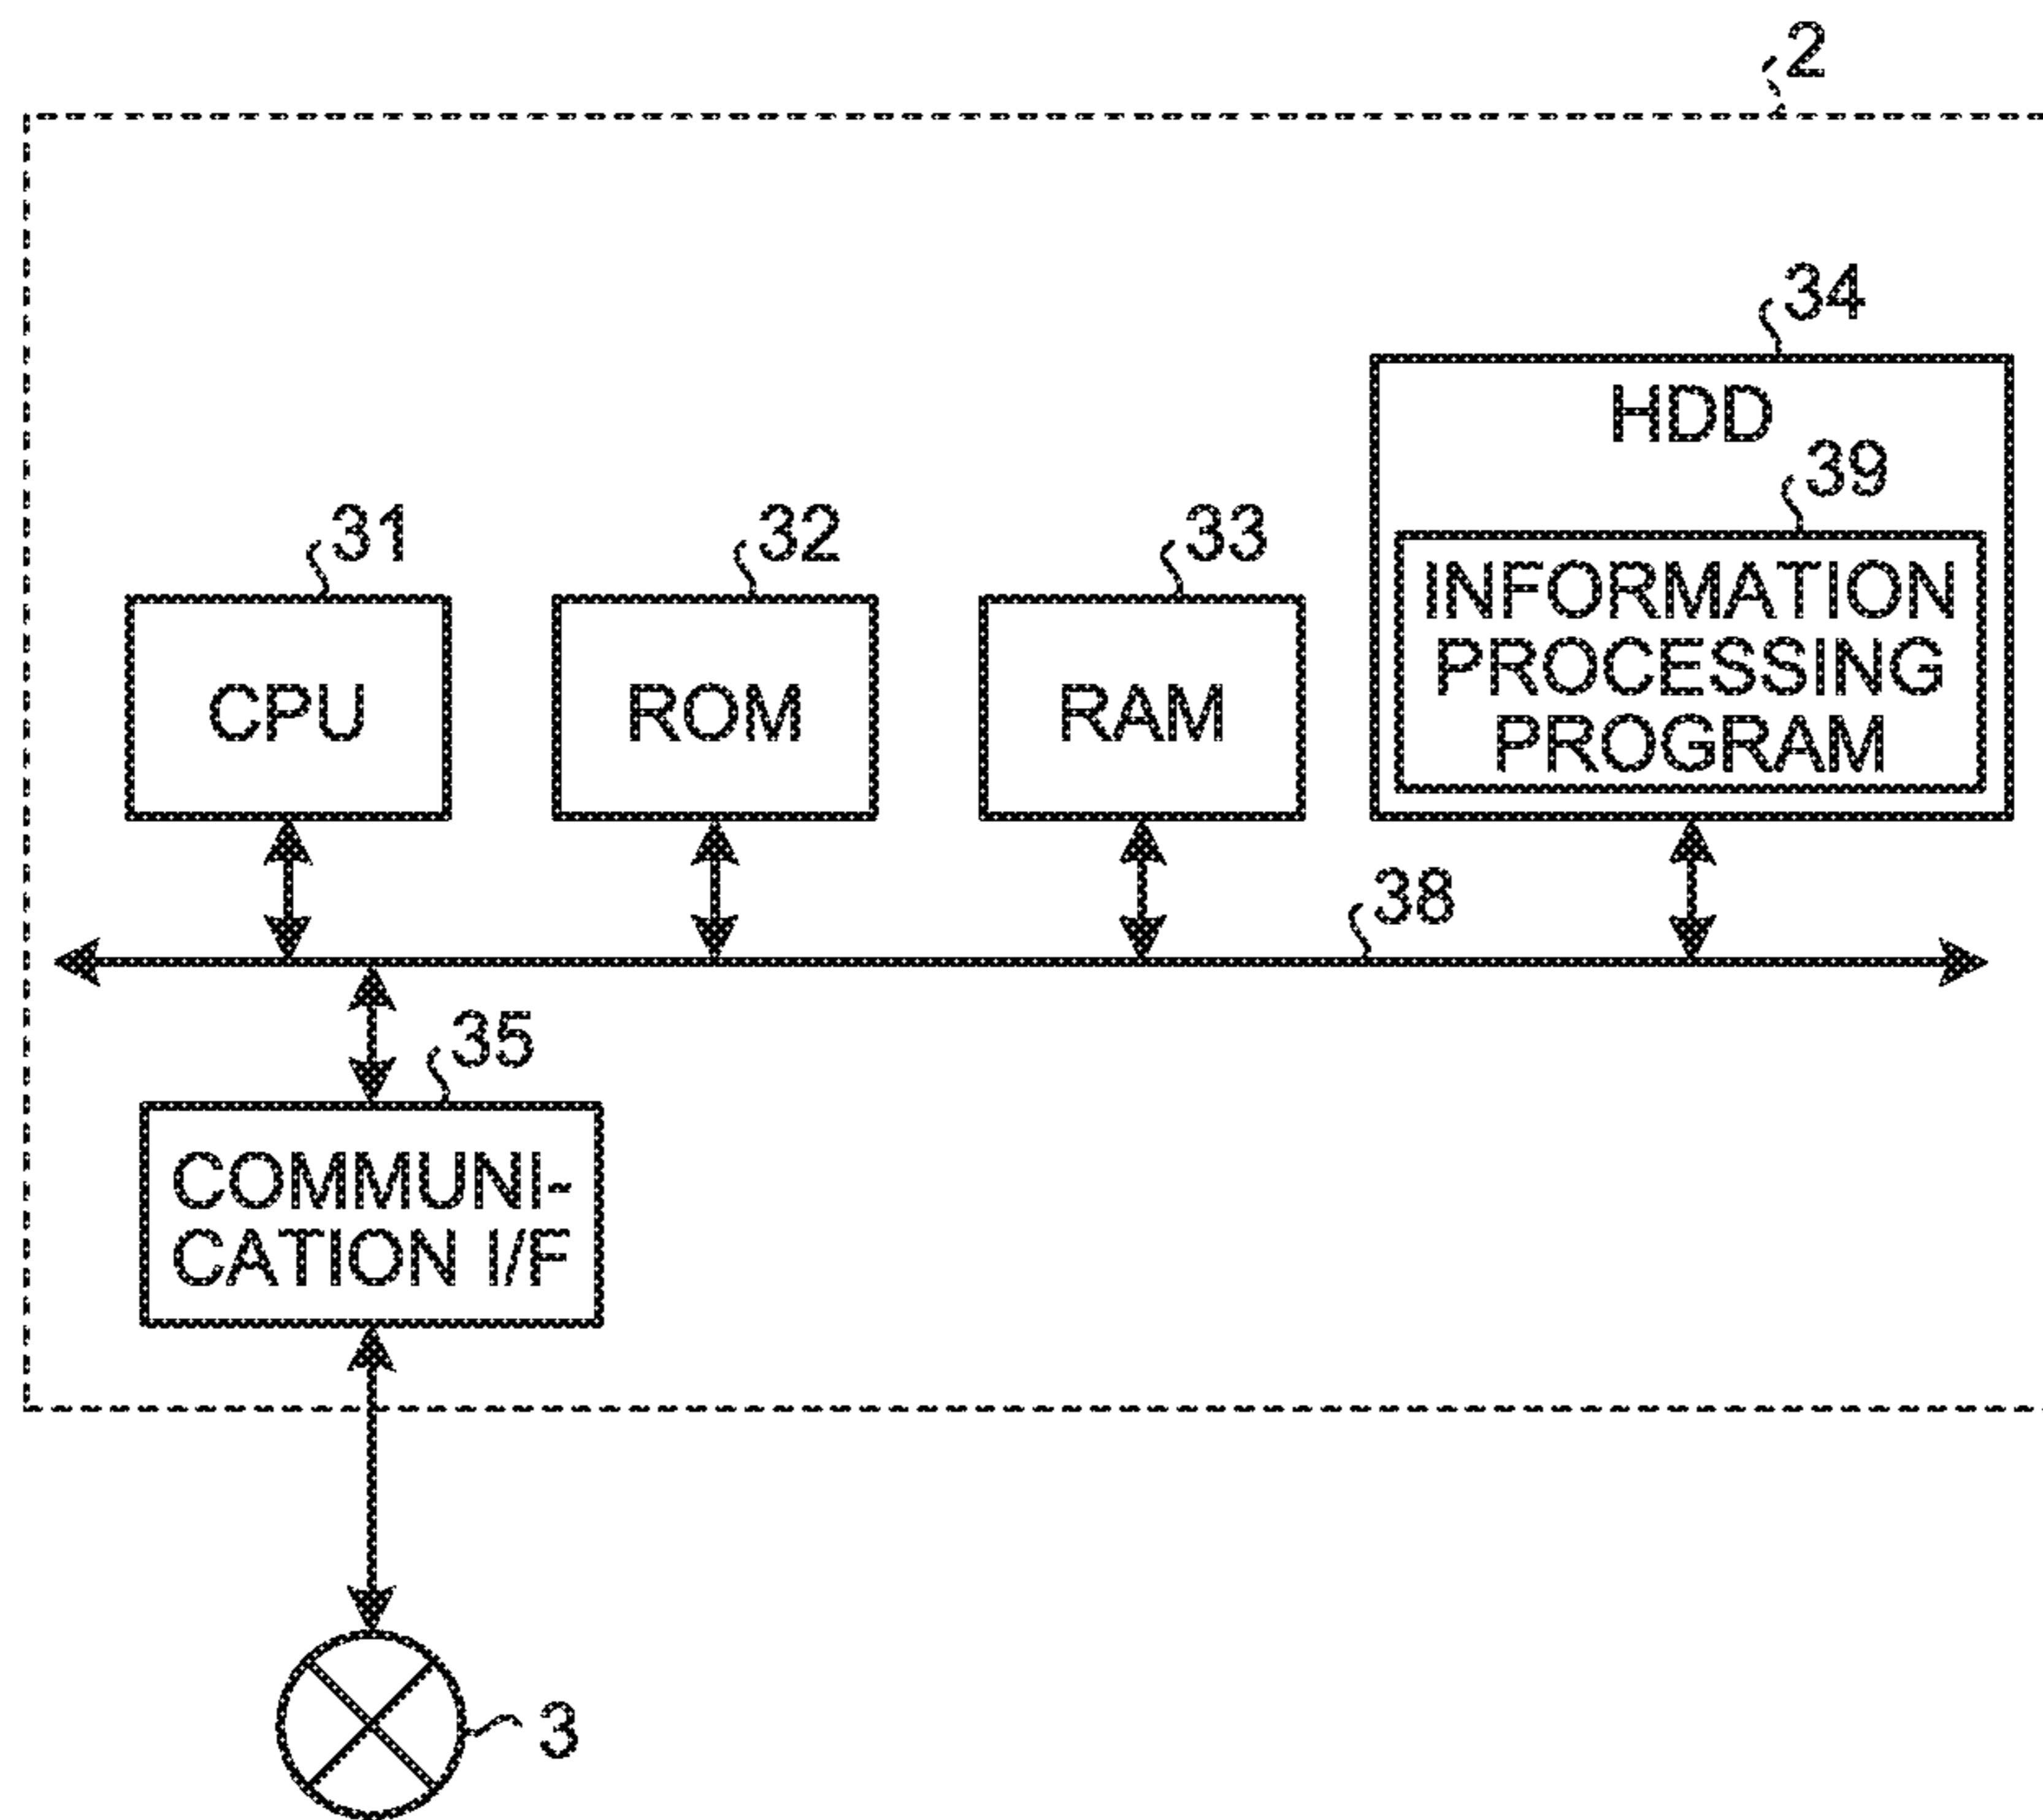 2
34
HDD
39
31
32
33
INFORMATION
PROCESSING
PROGRAM
CPU
ROM
RAM
38
35
COMMUNI-
CATION I/F
3